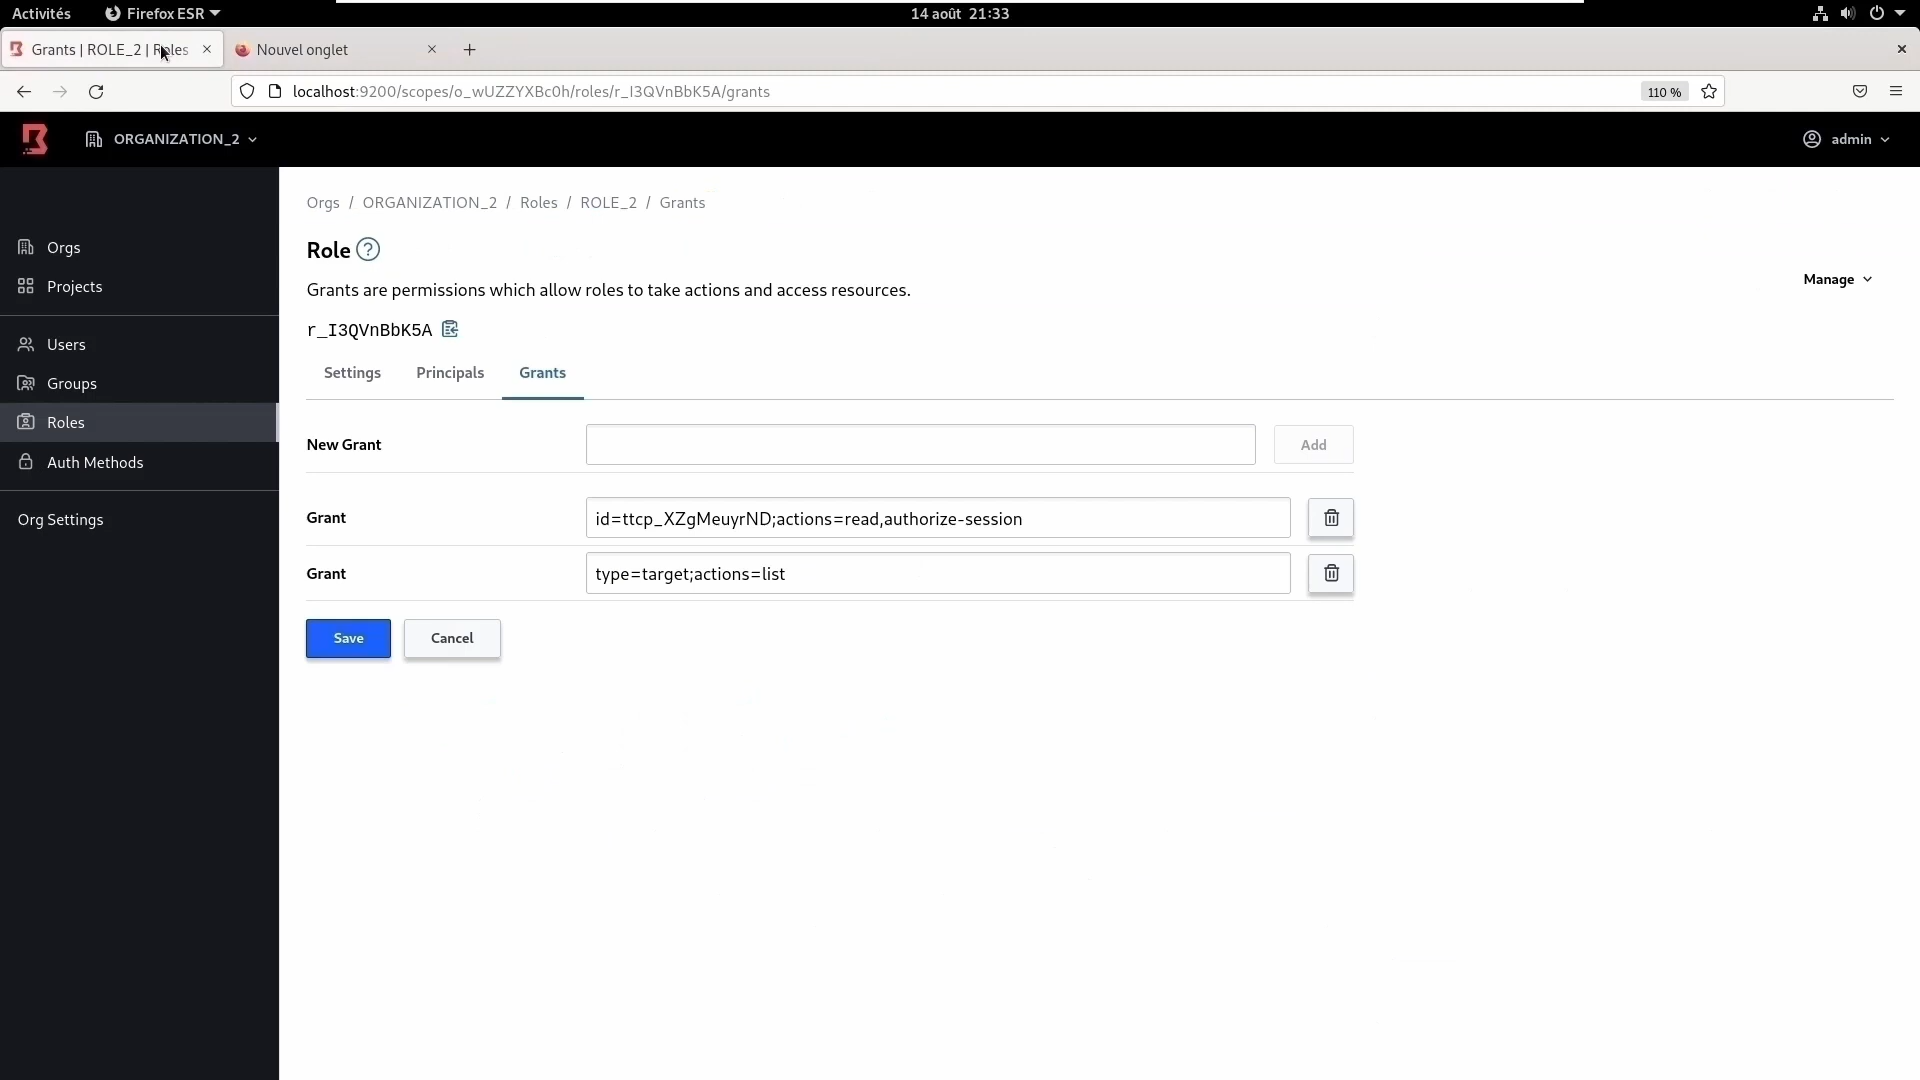 Activités
Firefox ESR
14 août 21:33
Grants | ROLE_2 | Roles
Nouvel onglet
localhost:9200/scopes/o_wUZZYXBc0h/roles/r_I3QVnBbK5A/grants
110 %
ORGANIZATION_2
admin
Orgs
Projects
Users
Groups
Roles
Auth Methods
Org Settings
Orgs / ORGANIZATION_2 / Roles / ROLE_2 / Grants
Role ?
Grants are permissions which allow roles to take actions and access resources.
Manage
r_I3QVnBbK5A
Settings
Principals
Grants
New Grant
Add
Grant
id=ttcp_XZgMeuyrND;actions=read,authorize-session
Grant
type=target;actions=list
Save
Cancel